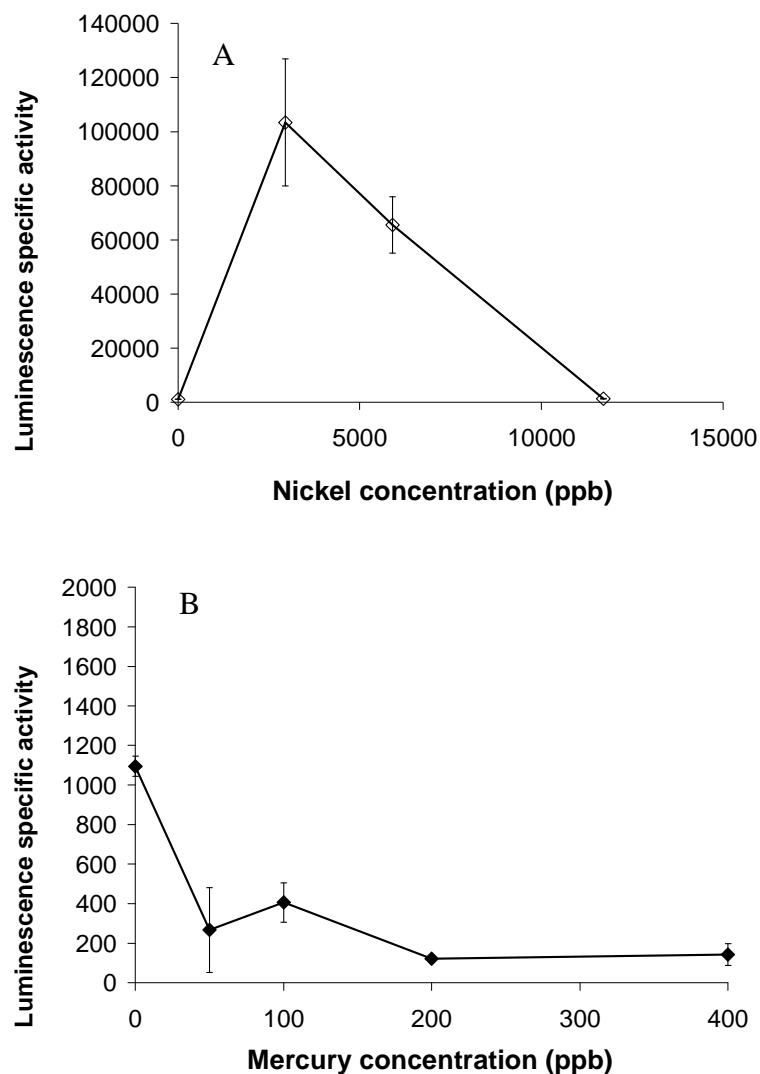 A
Luminescence specific activity
140000
120000
100000
80000
60000
40000
20000
0
0 5000 10000 15000
Nickel concentration (ppb)
B
Luminescence specific activity
2000
1800
1600
1400
1200
1000
800
600
400
200
0
0 100 200 300 400
Mercury concentration (ppb)